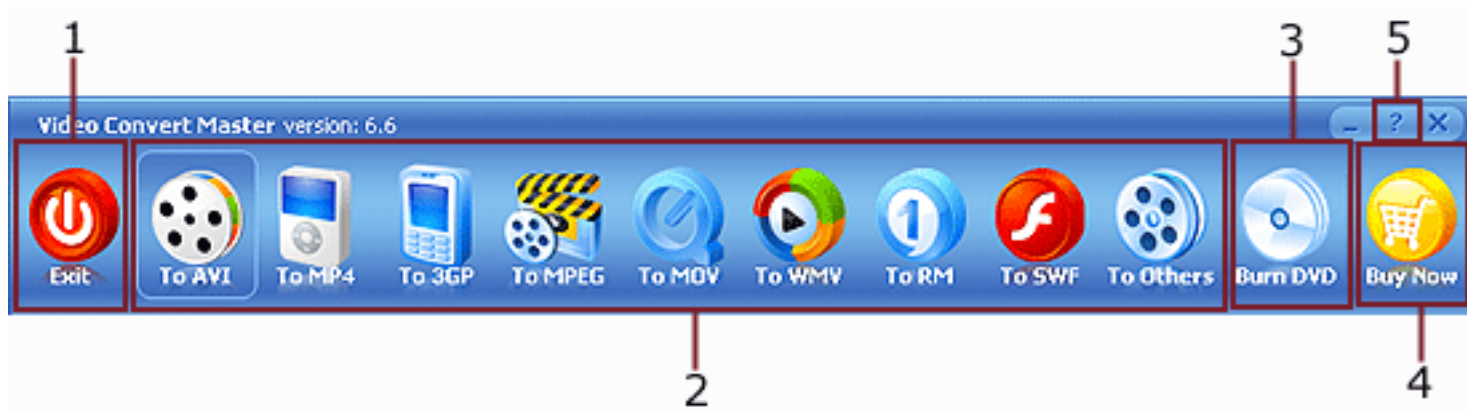 1 3 5
Video Convert Master version: 6.6 ?
Exit To AVI To MP4 To 3GP To MPEG To MOV To WMV To RM To SWF To Others Burn DVD Buy Now
2 4